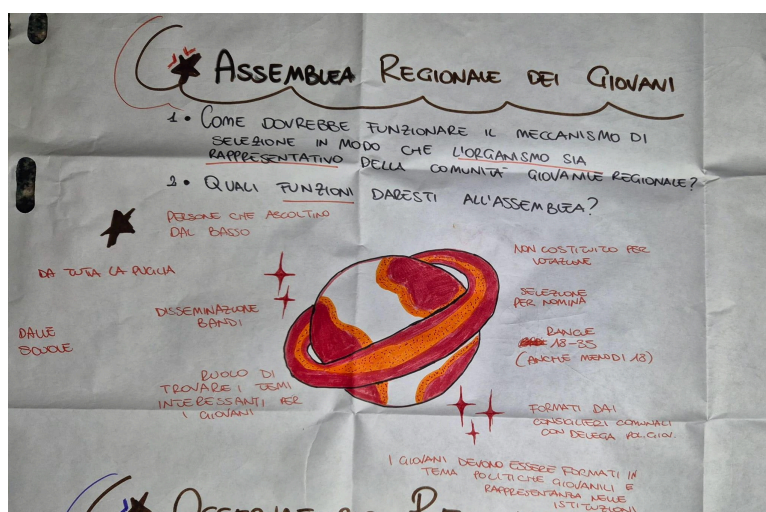 ASSEMBLEA REGIONALE DEI GIOVANI
1. COME DOVREBBE FUNZIONARE IL MECCANISMO DI
SELEZIONE IN MODO CHE L'ORGANISMO SIA
RAPPRESENTATIVO DELLA COMUNITÀ GIOVANILE REGIONALE?
2. QUALI FUNZIONI DARESTI ALL'ASSEMBLEA?
PERSONE CHE ASCOLTINO
DAL BASSO
DA TUTTA LA PUGLIA
DISSEMINAZIONE
BANDI
DALLE
SCUOLE
RUOLO DI
TROVARE I TEMI
INTERESSANTI PER
I GIOVANI
NON COSTITUITO PER
VOTAZIONE
SELEZIONE
PER NOMINA
RANGE
18-35
(ANCHE MENO DI 18)
FORMATI DAI
CONSIGLIERI COMUNALI
CON DELEGA POL. GIOV.
I GIOVANI DEVONO ESSERE FORMATI IN
TEMA POLITICHE GIOVANILI E
RAPPRESENTANZA NELLE
ISTITUZIONI